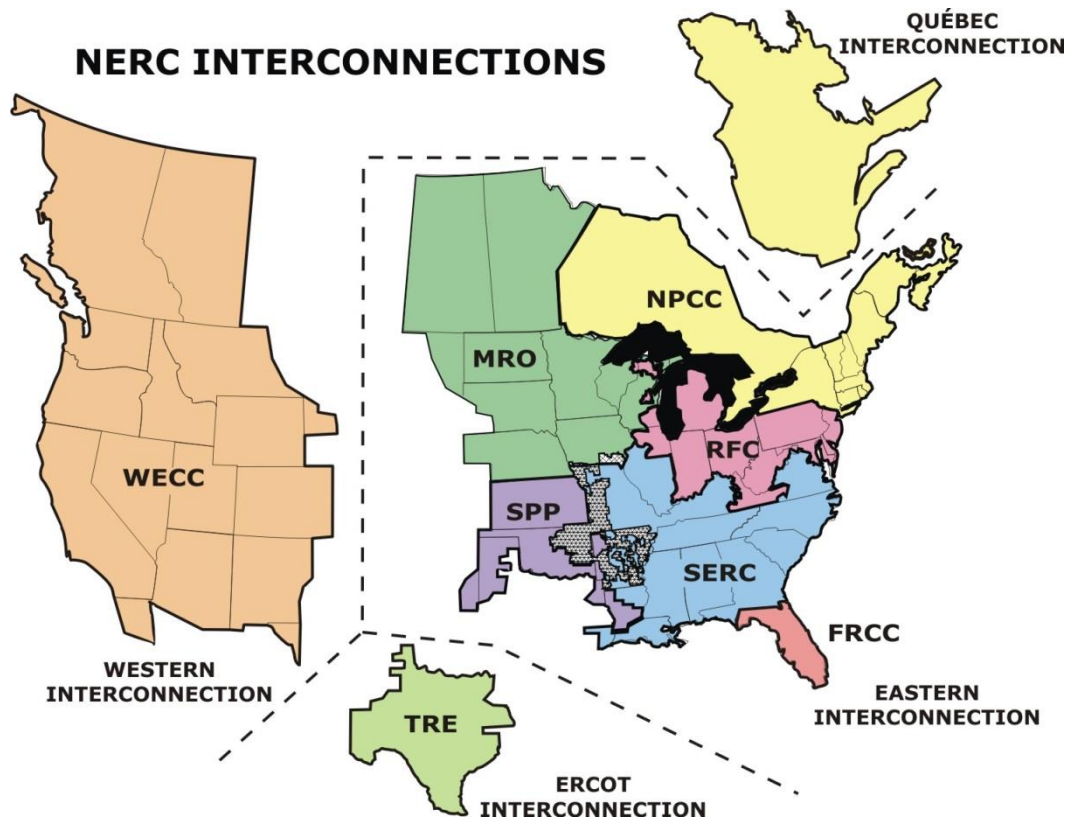 NERC INTERCONNECTIONS
QUÉBEC
INTERCONNECTION
NPCC
MRO
RFC
WECC
SPP
SERC
FRCC
WESTERN
INTERCONNECTION
EASTERN
INTERCONNECTION
TRE
ERCOT
INTERCONNECTION